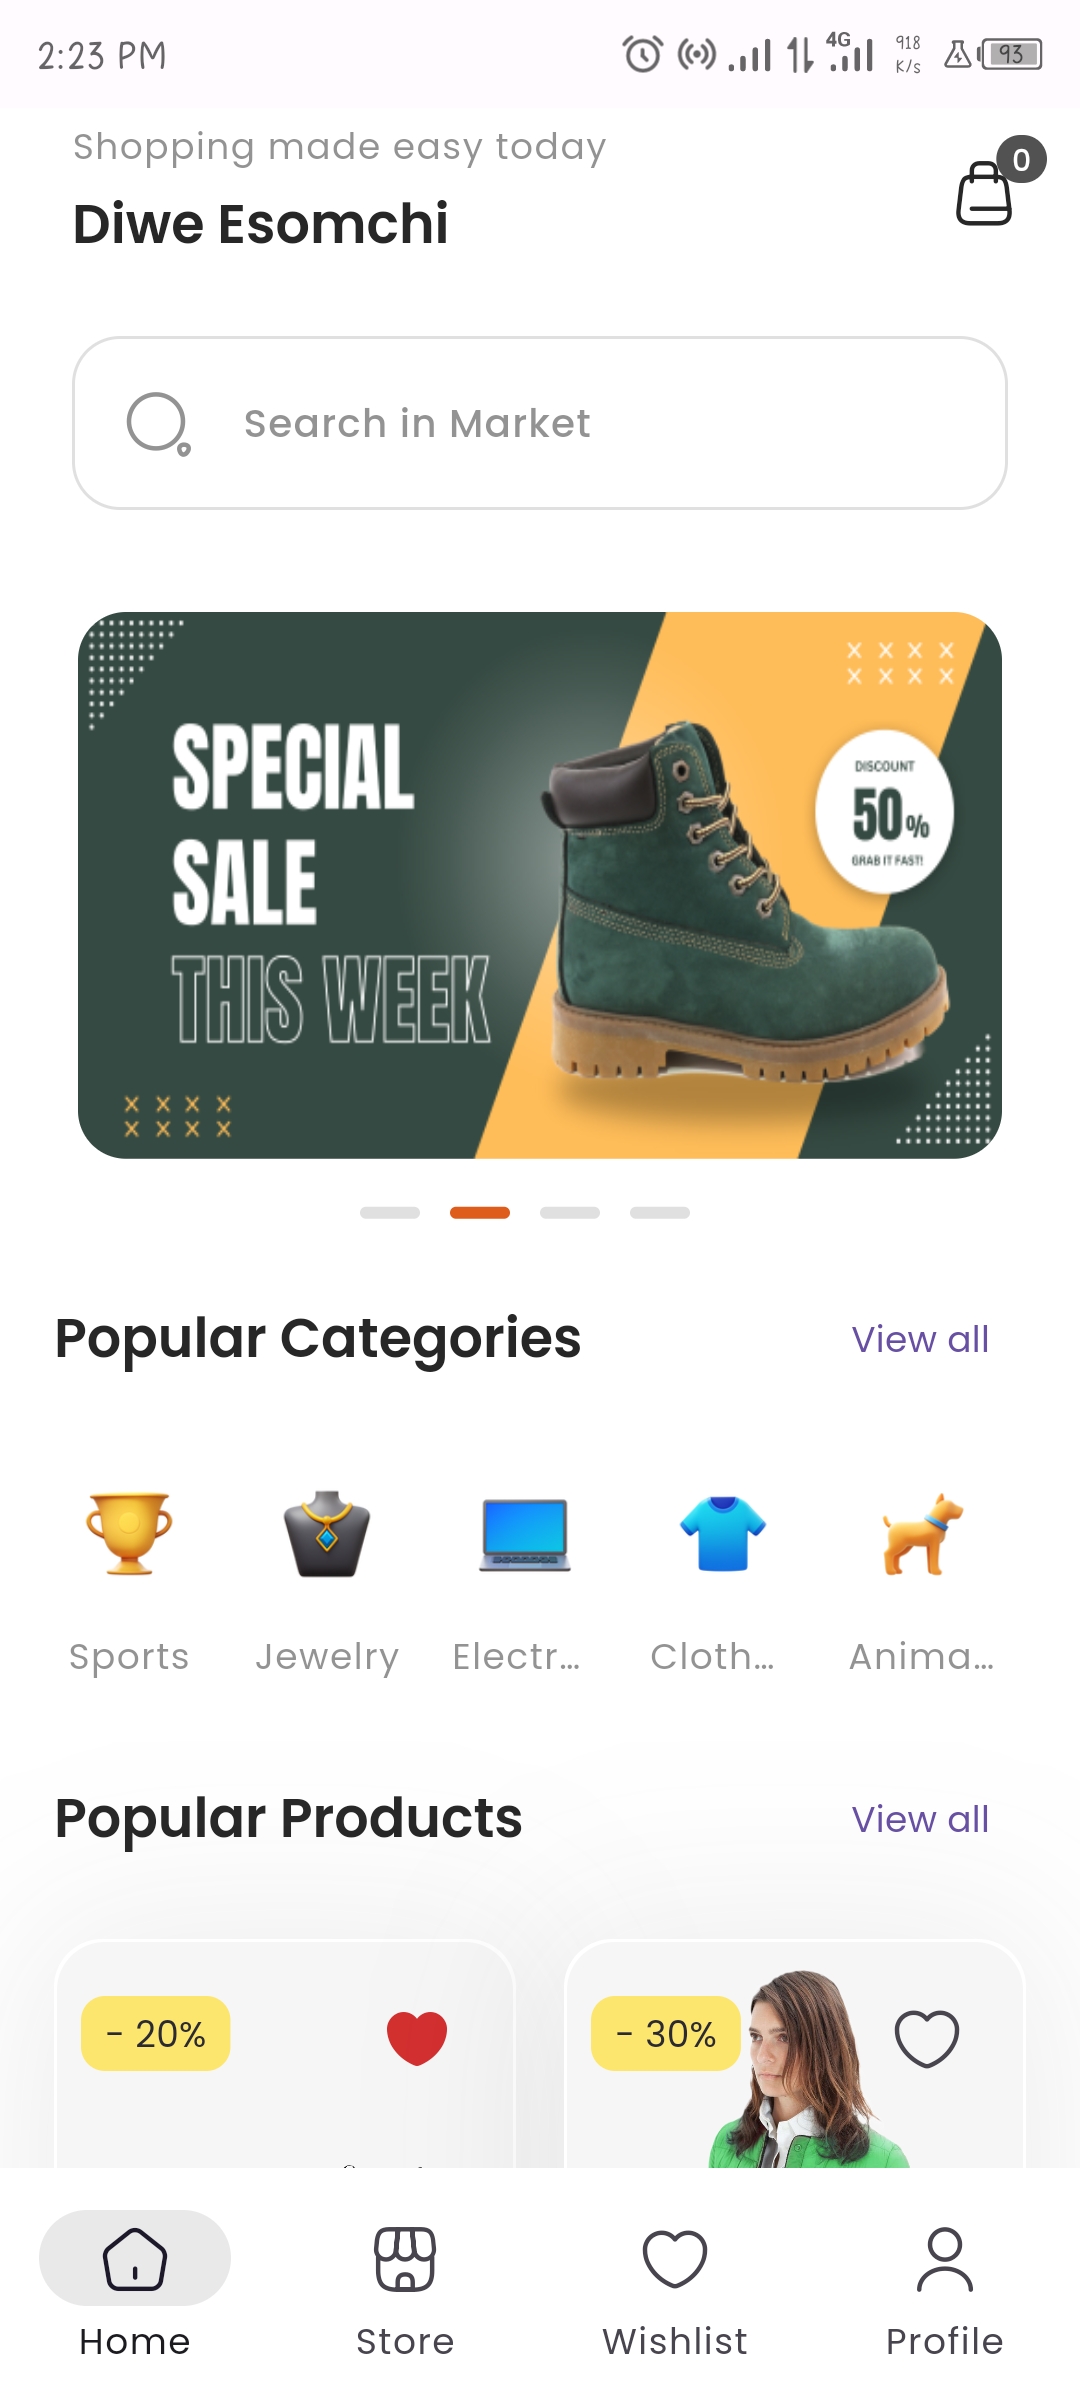 2:23 PM
4G
918
K/s
93
Shopping made easy today
Diwe Esomchi
0
Search in Market
SPECIAL
SALE
THIS WEEK
DISCOUNT
50%
GRAB IT FAST!
Popular Categories
View all
Sports
Jewelry
Electr...
Cloth...
Anima...
Popular Products
View all
- 20%
- 30%
Home
Store
Wishlist
Profile